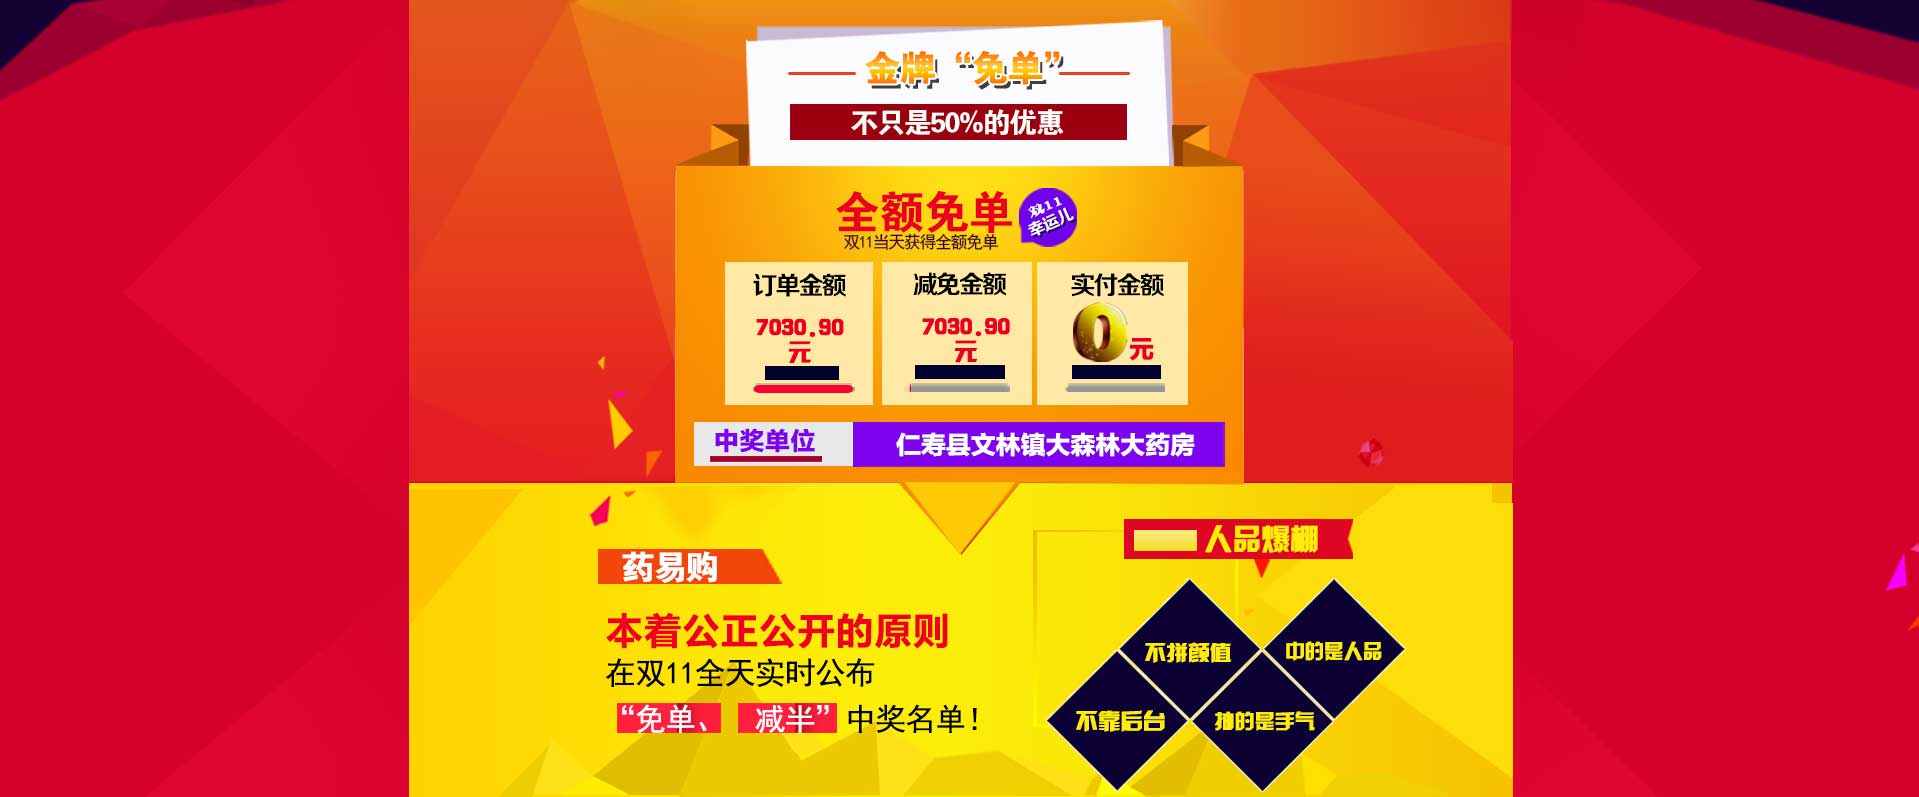 金牌“免单”
不只是50%的优惠
全额免单
双11
幸运儿
双11当天获得全额免单
订单金额
7030.90
元
减免金额
7030.90
元
实付金额
0元
中奖单位
仁寿县文林镇大森林大药房
药易购
本着公正公开的原则
在双11全天实时公布
“免单、 减半”中奖名单！
人品爆棚
不拼颜值
中的是人品
不靠后台
抽的是手气